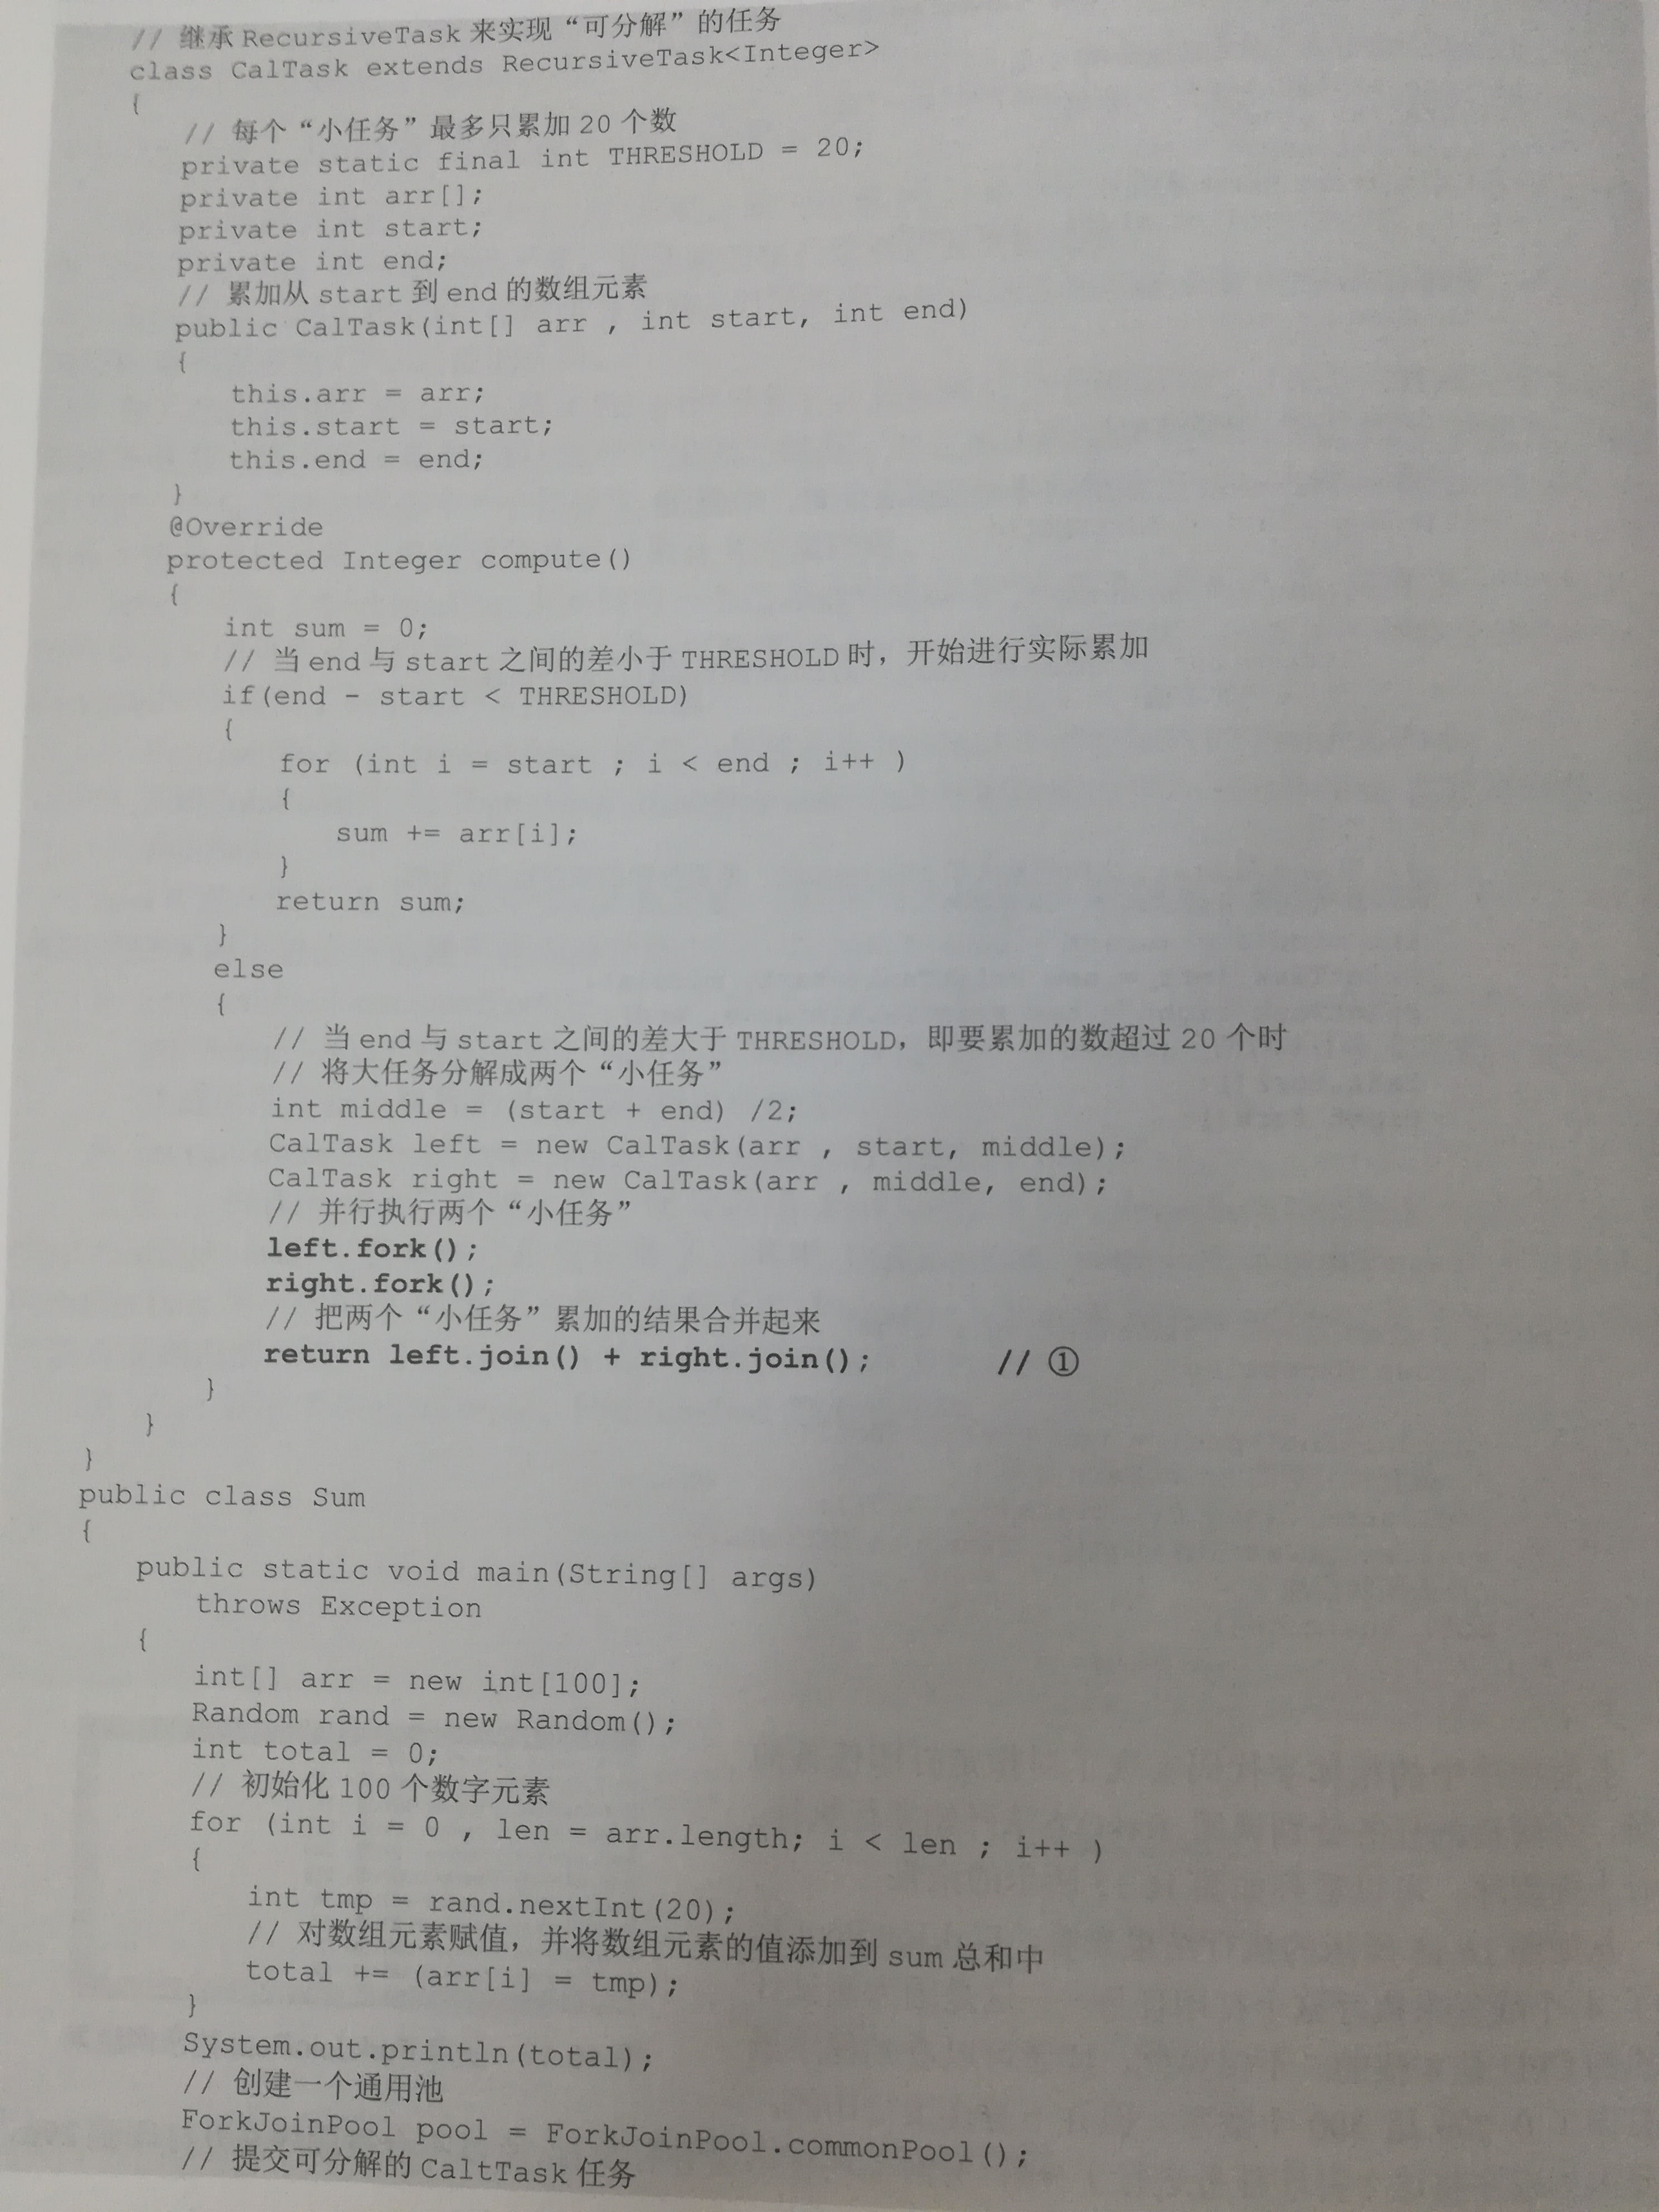 // 继承 RecursiveTask 来实现“可分解”的任务
class CalTask extends RecursiveTask<Integer>
{
// 每个“小任务”最多只累加 20 个数
private static final int THRESHOLD = 20;
private int arr[];
private int start;
private int end;
// 累加从 start 到 end 的数组元素
public CalTask(int[] arr , int start, int end)
{
this.arr = arr;
this.start = start;
this.end = end;
}
@Override
protected Integer compute()
{
int sum = 0;
// 当 end 与 start 之间的差小于 THRESHOLD 时，开始进行实际累加
if(end - start < THRESHOLD)
{
for (int i = start ; i < end ; i++ )
{
sum += arr[i];
}
return sum;
}
else
{
// 当 end 与 start 之间的差大于 THRESHOLD，即要累加的数超过 20 个时
// 将大任务分解成两个“小任务”
int middle = (start + end) /2;
CalTask left = new CalTask(arr , start, middle);
CalTask right = new CalTask(arr , middle, end);
// 并行执行两个“小任务”
left.fork();
right.fork();
// 把两个“小任务”累加的结果合并起来
return left.join() + right.join(); // ①
}
}
}
public class Sum
{
public static void main(String[] args)
throws Exception
{
int[] arr = new int[100];
Random rand = new Random();
int total = 0;
// 初始化 100 个数字元素
for (int i = 0 , len = arr.length; i < len ; i++ )
{
int tmp = rand.nextInt(20);
// 对数组元素赋值，并将数组元素的值添加到 sum 总和中
total += (arr[i] = tmp);
}
System.out.println(total);
// 创建一个通用池
ForkJoinPool pool = ForkJoinPool.commonPool();
// 提交可分解的 CaltTask 任务